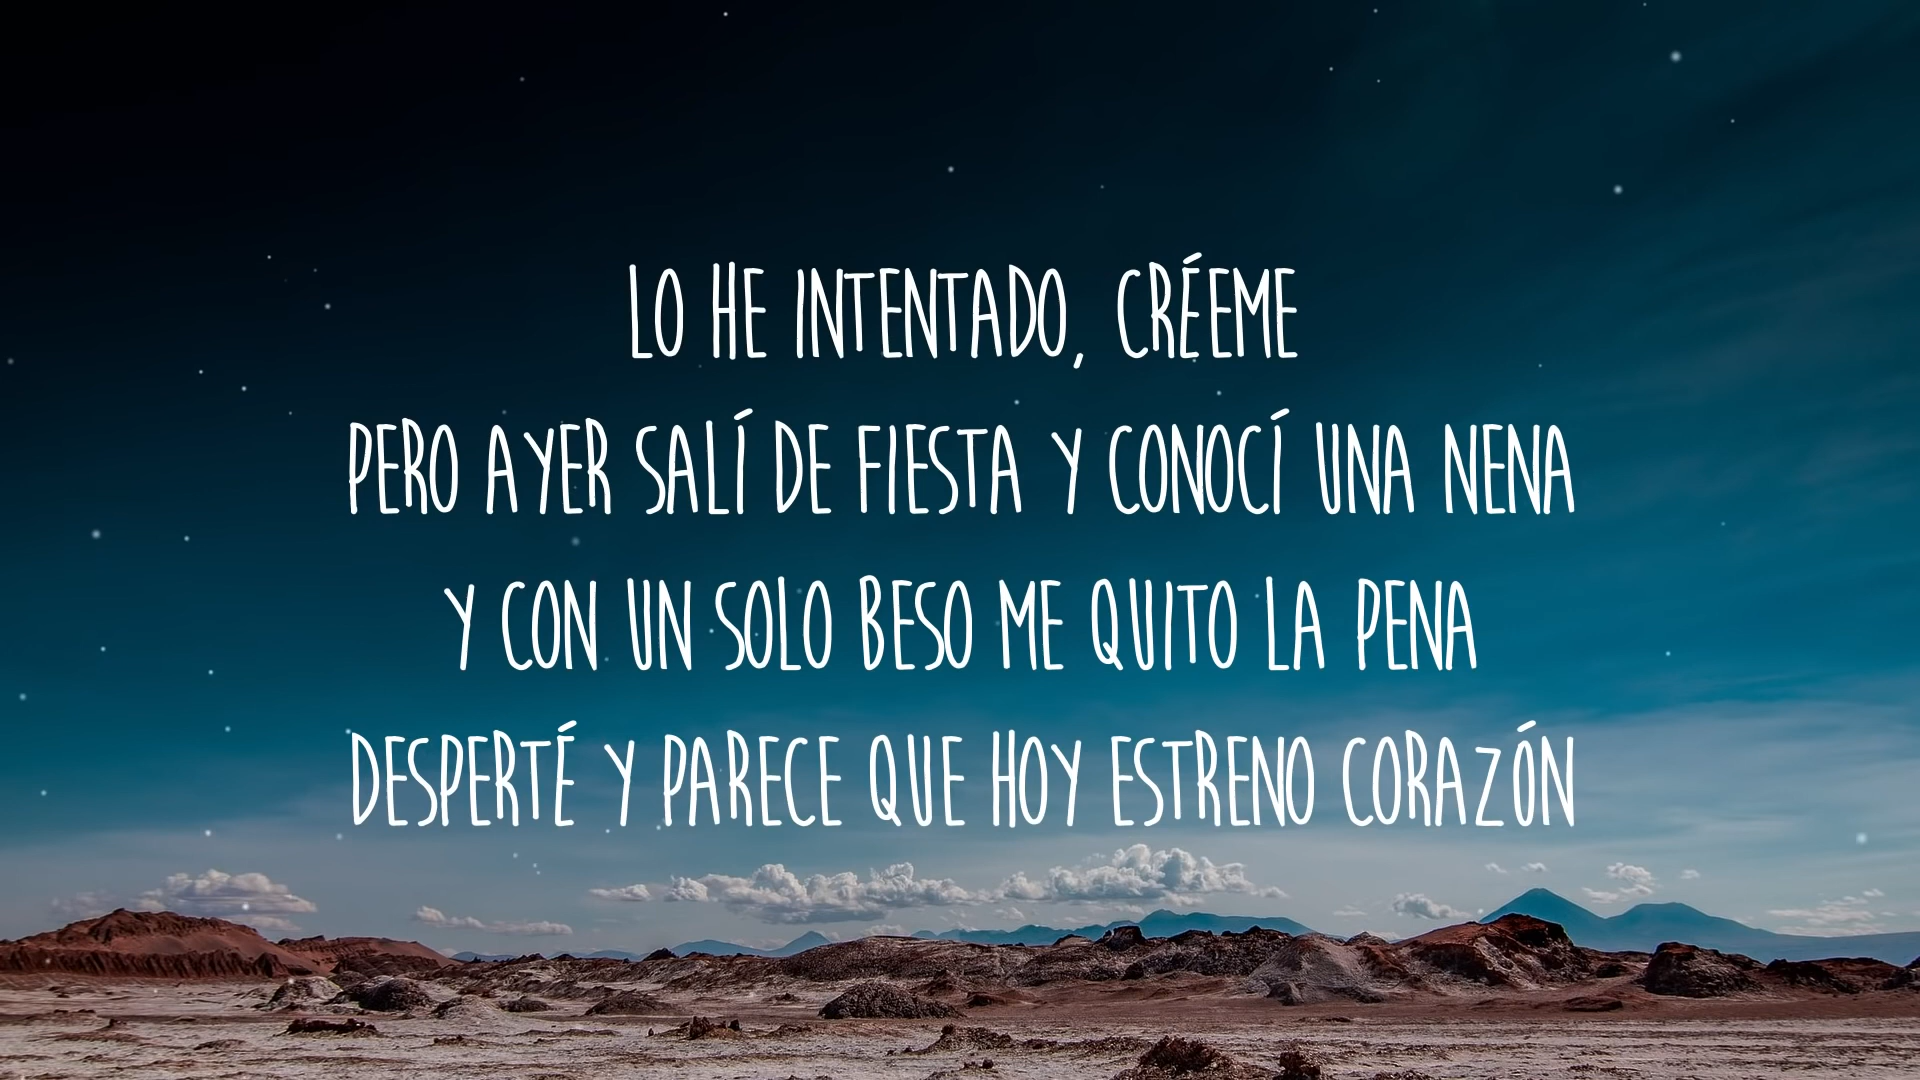 LO HE INTENTADO, CRÉEME
PERO AYER SALÍ DE FIESTA Y CONOCÍ UNA NENA
Y CON UN SOLO BESO ME QUITO LA PENA
DESPERTÉ Y PARECE QUE HOY ESTRENO CORAZÓN